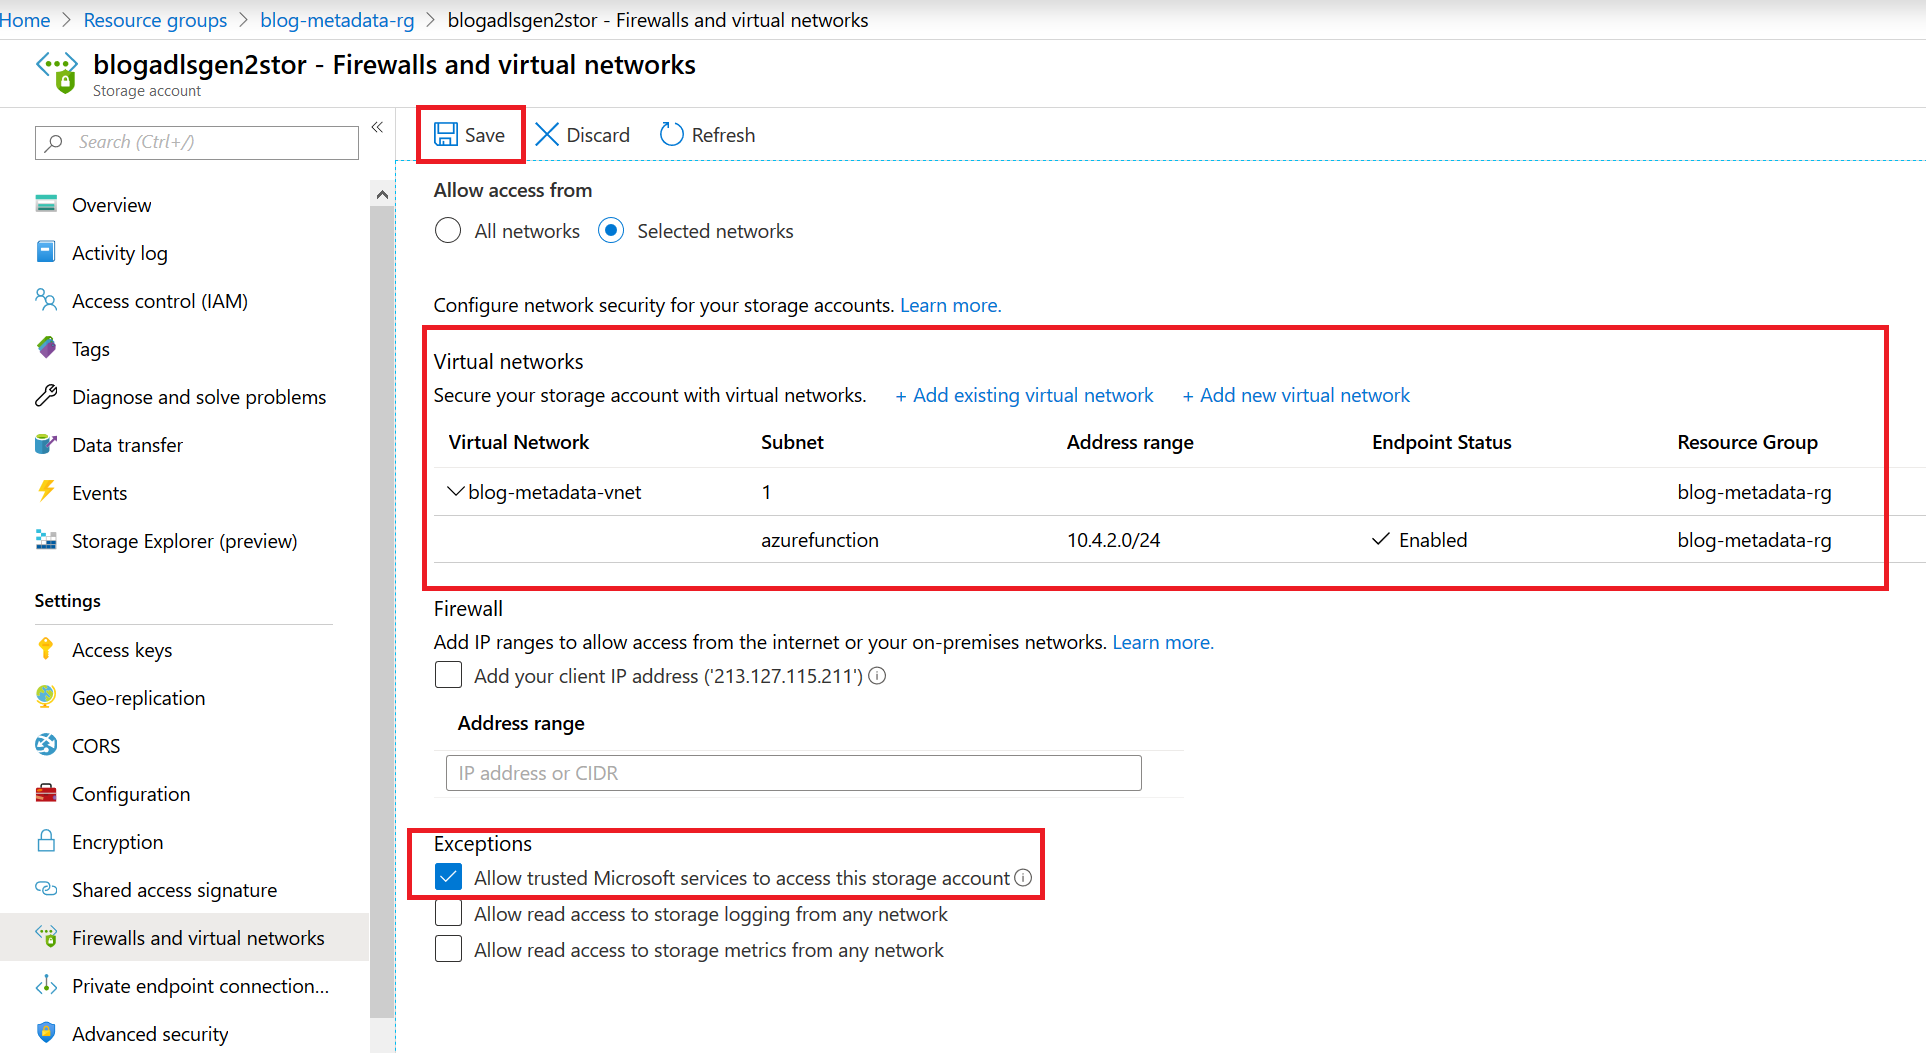 Home > Resource groups > blog-metadata-rg > blogadlsgen2stor - Firewalls and virtual networks
blogadlsgen2stor - Firewalls and virtual networks
Storage account
Search (Ctrl+/)
Overview
Activity log
Access control (IAM)
Tags
Diagnose and solve problems
Data transfer
Events
Storage Explorer (preview)
Settings
Access keys
Geo-replication
CORS
Configuration
Encryption
Shared access signature
Firewalls and virtual networks
Private endpoint connection...
Advanced security
Save Discard Refresh
Allow access from
All networks Selected networks
Configure network security for your storage accounts. Learn more.
Virtual networks
Secure your storage account with virtual networks. + Add existing virtual network + Add new virtual network
Virtual Network Subnet Address range Endpoint Status Resource Group
blog-metadata-vnet 1 blog-metadata-rg
azurefunction 10.4.2.0/24 Enabled blog-metadata-rg
Firewall
Add IP ranges to allow access from the internet or your on-premises networks. Learn more.
Add your client IP address ('213.127.115.211')
Address range
IP address or CIDR
Exceptions
Allow trusted Microsoft services to access this storage account
Allow read access to storage logging from any network
Allow read access to storage metrics from any network